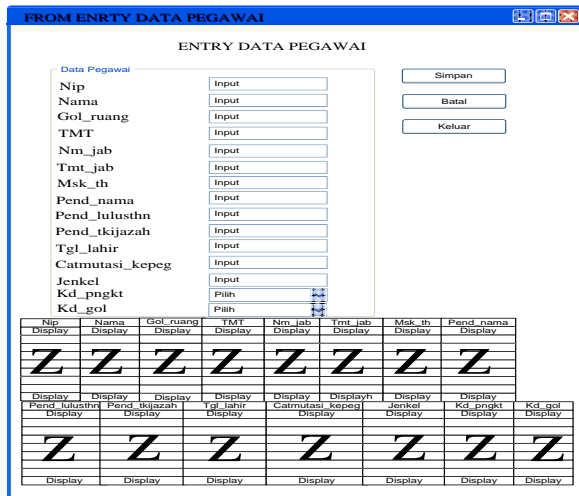 FROM ENRTY DATA PEGAWAI
ENTRY DATA PEGAWAI
Data Pegawai
Nip Input
Nama Input
Gol_ruang Input
TMT Input
Nm_jab Input
Tmt_jab Input
Msk_th Input
Pend_nama Input
Pend_lulusthn Input
Pend_tkijazah Input
Tgl_lahir Input
Catmutasi_kepeg Input
Jenkel Input
Kd_pngkt Pilih
Kd_gol Pilih
Simpan
Batal
Keluar
Nip Nama Gol_ruang TMT Nm_jab Tmt_jab Msk_th Pend_nama
Display Display Display Display Display Display Display Display
Z Z Z Z Z Z Z Z
Display Display Display Display Display Displayh Display Display
Pend_lulusthn Pend_tkijazah Tgl_lahir Catmutasi_kepeg Jenkel Kd_pngkt Kd_gol
Display Display Display Display Display Display Display
Z Z Z Z Z Z Z
Display Display Display Display Display Display Display